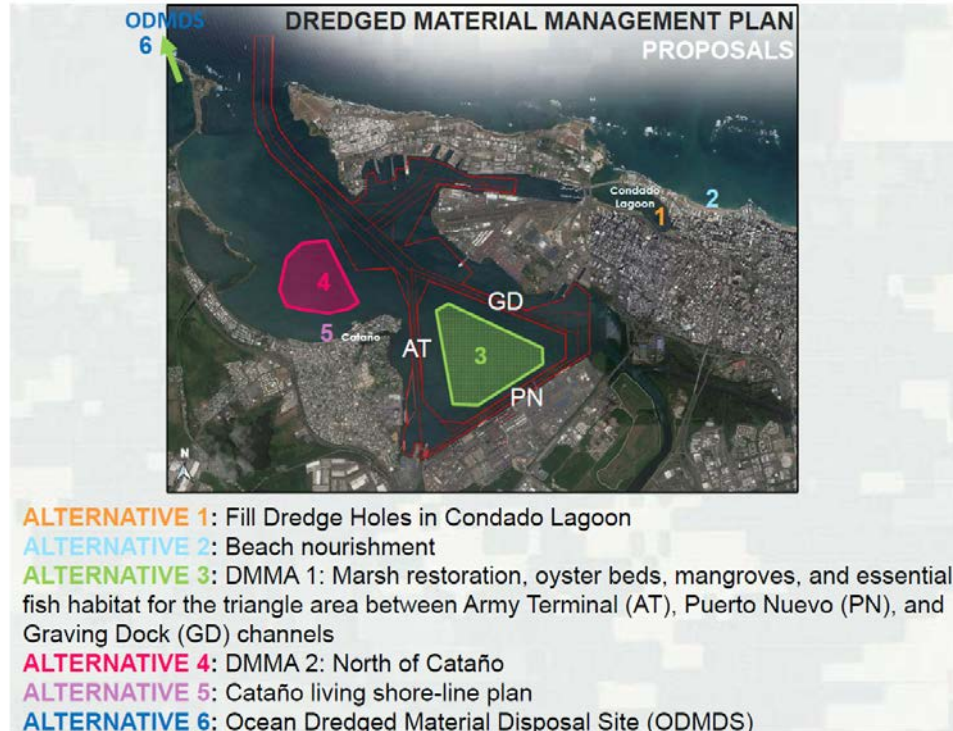 ODMDS
6
DREDGED MATERIAL MANAGEMENT PLAN
PROPOSALS
Condado
Lagoon
1
2
4
5
Cataño
GD
AT
3
PN
N
ALTERNATIVE 1: Fill Dredge Holes in Condado Lagoon
ALTERNATIVE 2: Beach nourishment
ALTERNATIVE 3: DMMA 1: Marsh restoration, oyster beds, mangroves, and essential
fish habitat for the triangle area between Army Terminal (AT), Puerto Nuevo (PN), and
Graving Dock (GD) channels
ALTERNATIVE 4: DMMA 2: North of Cataño
ALTERNATIVE 5: Cataño living shore-line plan
ALTERNATIVE 6: Ocean Dredged Material Disposal Site (ODMDS)